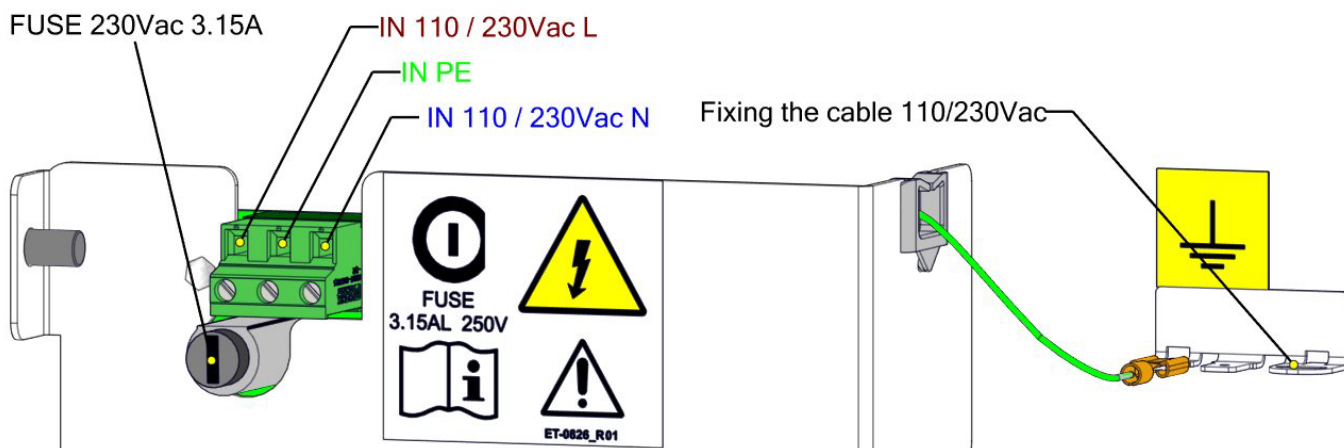 FUSE 230Vac 3.15A
IN 110 / 230Vac L
IN PE
IN 110 / 230Vac N
Fixing the cable 110/230Vac
FUSE
3.15AL 250V
ET-0826_R01